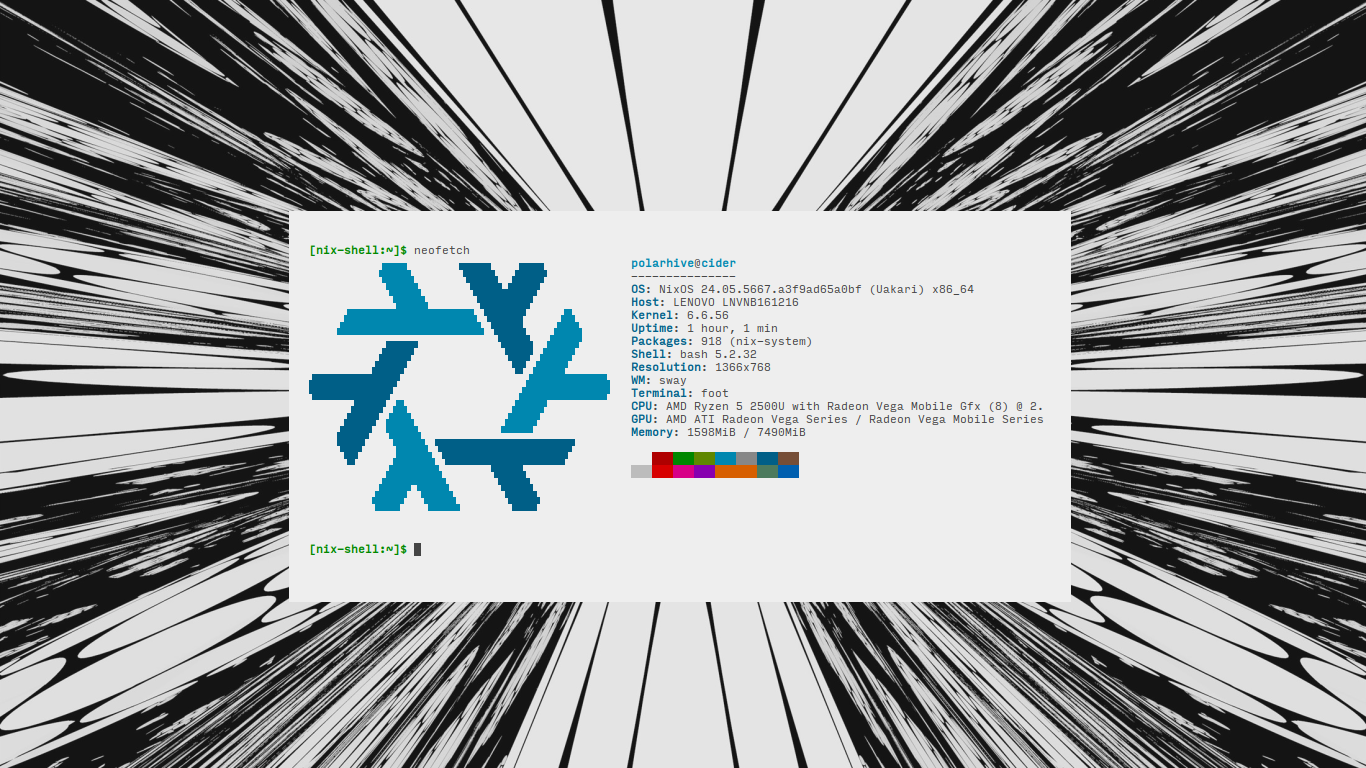 [nix-shell:~]$ neofetch
polarhive@cider
---------------
OS: NixOS 24.05.5667.a3f9ad65a0bf (Uakari) x86_64
Host: LENOVO LNVNB161216
Kernel: 6.6.56
Uptime: 1 hour, 1 min
Packages: 918 (nix-system)
Shell: bash 5.2.32
Resolution: 1366x768
WM: sway
Terminal: foot
CPU: AMD Ryzen 5 2500U with Radeon Vega Mobile Gfx (8) @ 2.
GPU: AMD ATI Radeon Vega Series / Radeon Vega Mobile Series
Memory: 1598MiB / 7490MiB
[nix-shell:~]$